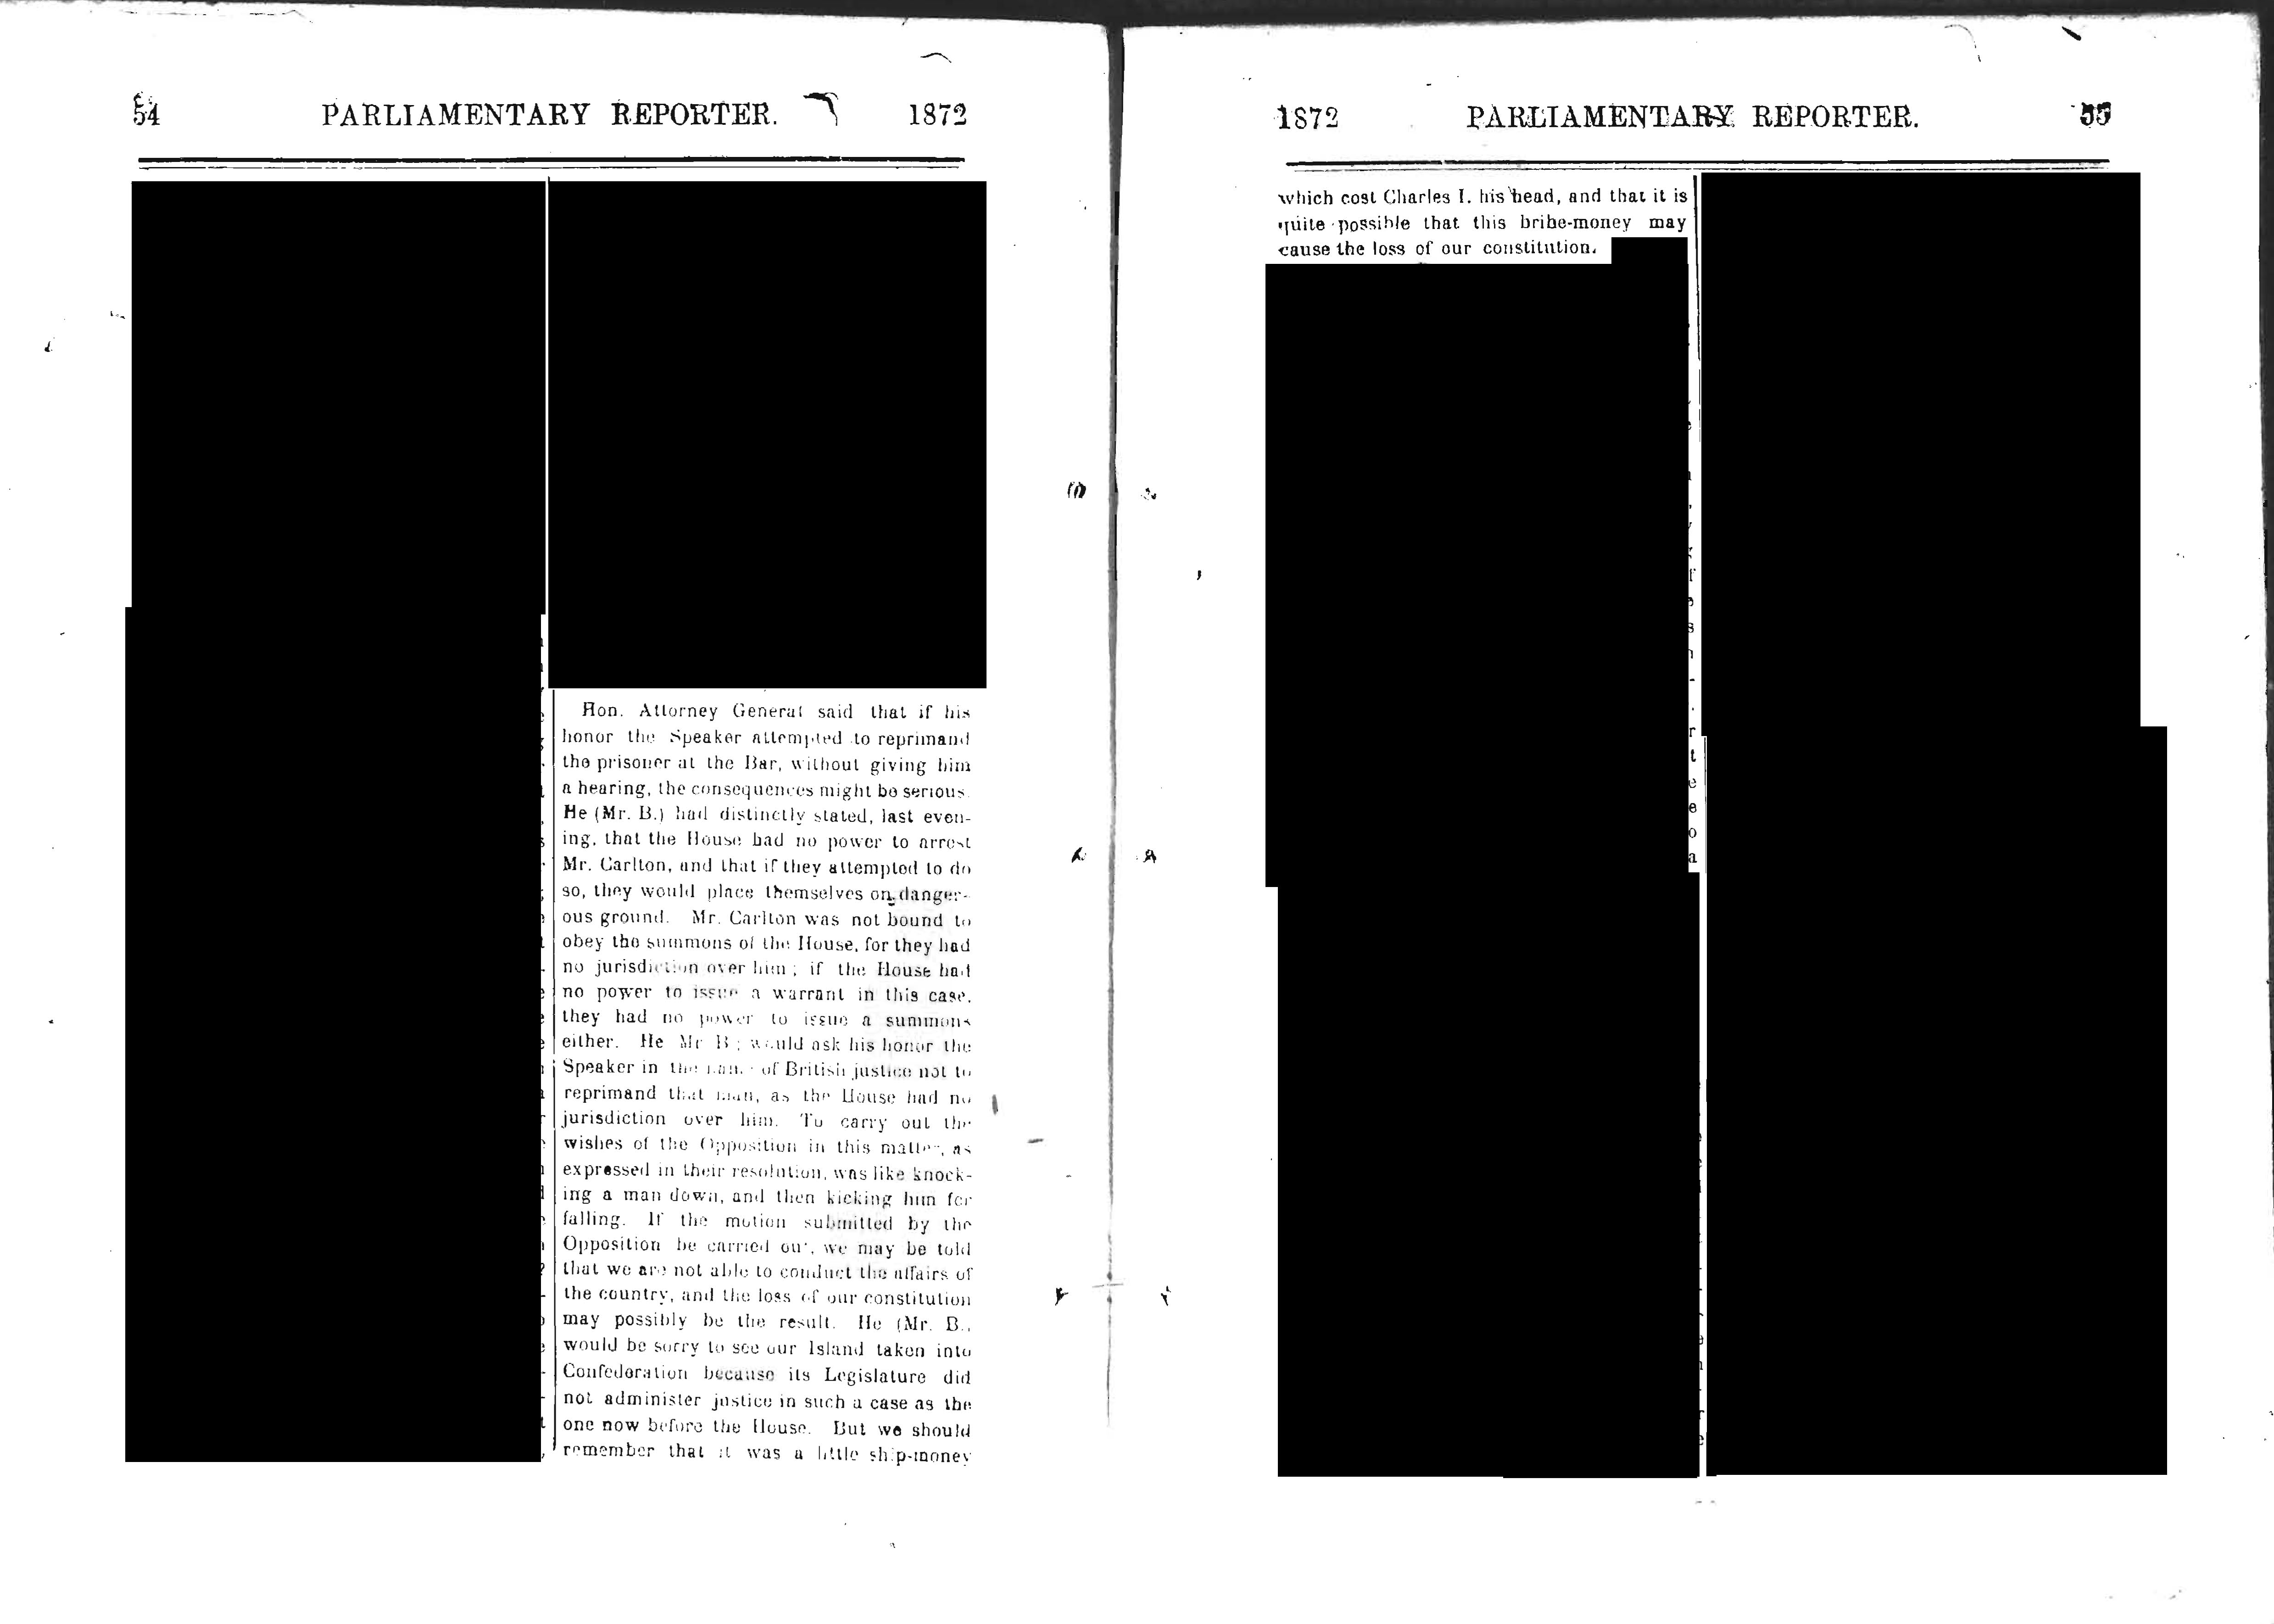 54 PARLIAMENTARY REPORTER. 1872
Hon. Attorney General said that if his
honor the Speaker attempted to reprimand
the prisoner at the Bar, without giving him
a hearing, the consequences might be serious.
He (Mr. B.) had distinctly stated, last even-
ing, that the House had no power to arrest
Mr. Carlton, and that if they attempted to do
so, they would place themselves on danger-
ous ground. Mr. Carlton was not bound to
obey the summons of the House, for they had
no jurisdiction over him; if the House had
no power to issue a warrant in this case,
they had no power to issue a summons
either. He Mr B; would ask his honor the
Speaker in the name of British justice not to
reprimand that man, as the House had no
jurisdiction over him. To carry out the
wishes of the Opposition in this matter, as
expressed in their resolution, was like knock-
ing a man down, and then kicking him for
falling. If the motion submitted by the
Opposition be carried out, we may be told
that we are not able to conduct the affairs of
the country, and the loss of our constitution
may possibly be the result. He (Mr. B.,
would be sorry to see our Island taken into
Confederation because its Legislature did
not administer justice in such a case as the
one now before the House. But we should
remember that it was a little ship-money
1872 PARLIAMENTARY REPORTER. 55
which cost Charles I. his head, and that it is
quite possible that this bribe-money may
cause the loss of our constitution.